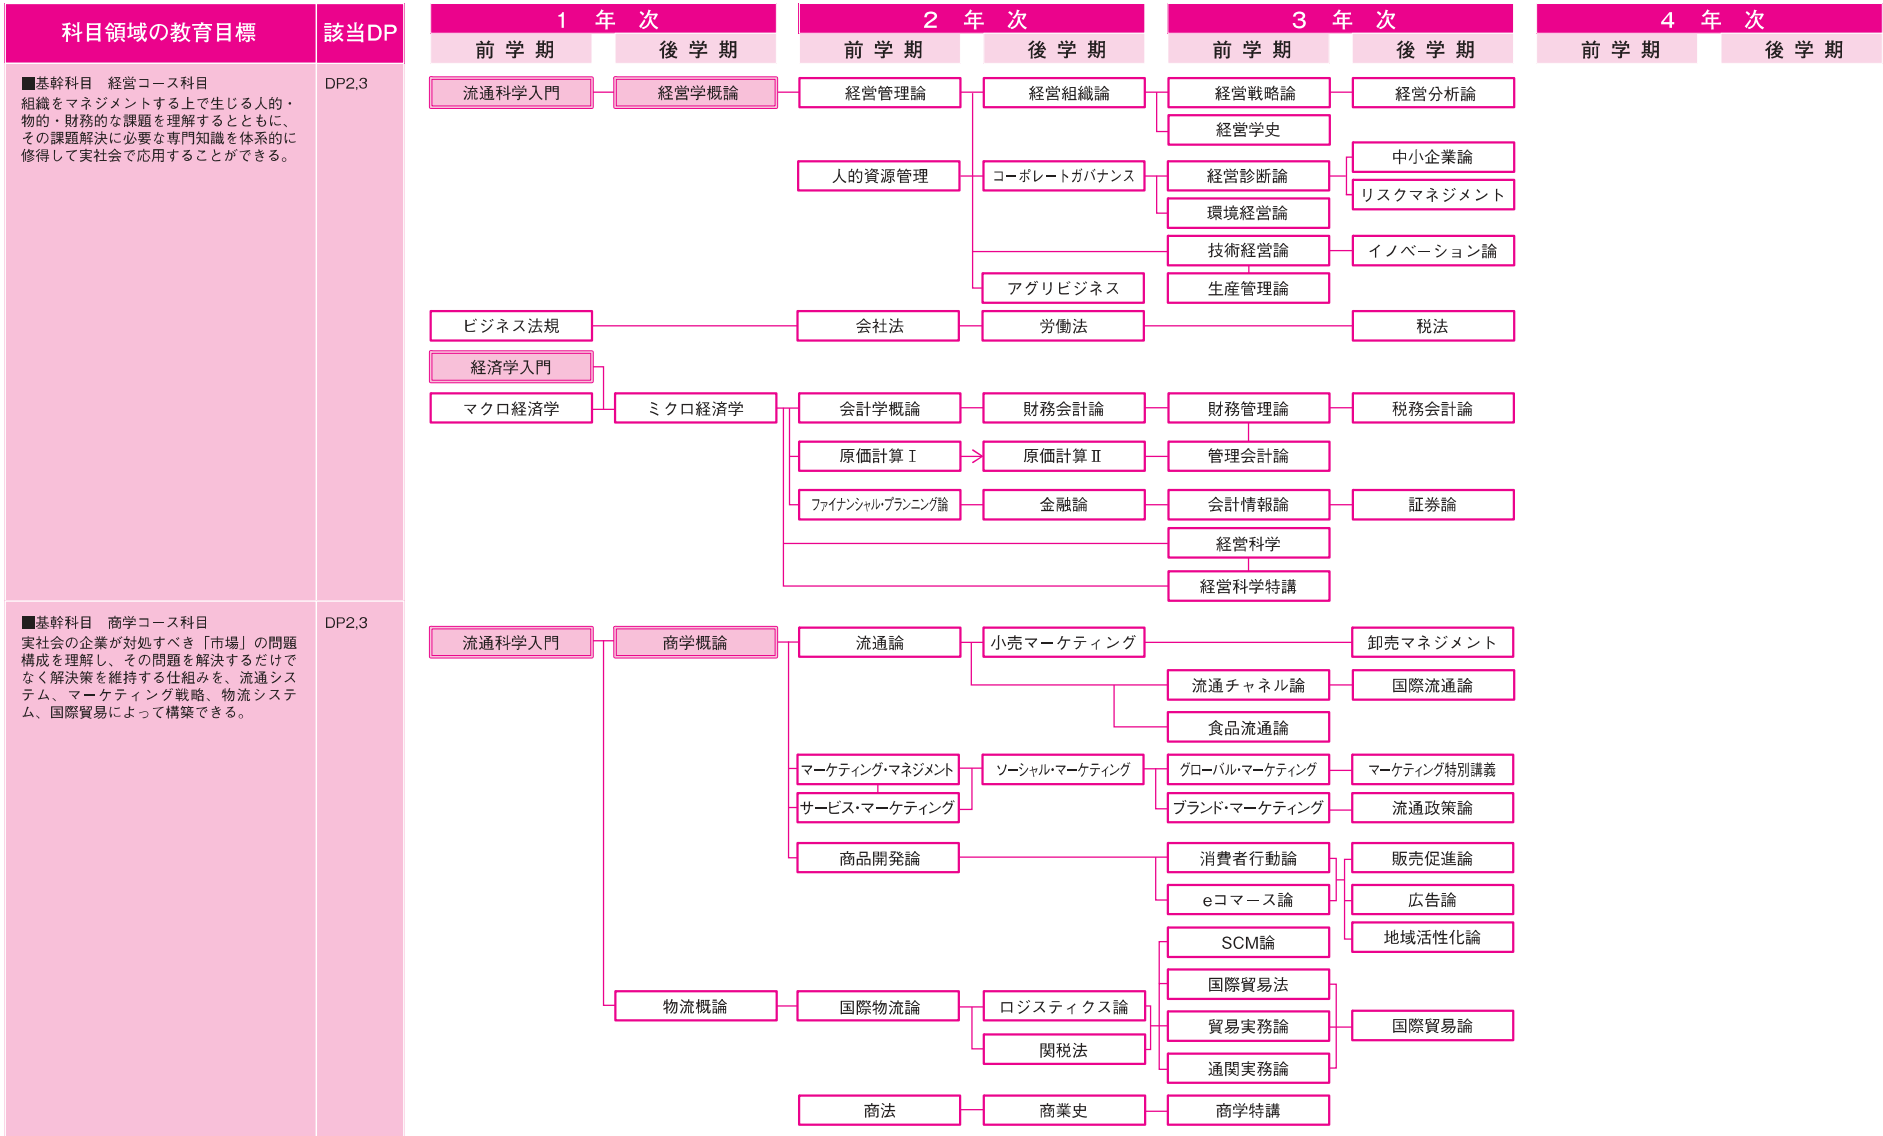 科目領域の教育目標
該当DP
1 年 次
2 年 次
3 年 次
4 年 次
前 学 期
後 学 期
前 学 期
後 学 期
前 学 期
後 学 期
前 学 期
後 学 期
■基幹科目 経営コース科目
組織をマネジメントする上で生じる人的・
物的・財務的な課題を理解するとともに、
その課題解決に必要な専門知識を体系的に
修得して実社会で応用することができる。
DP2,3
流通科学入門
経営学概論
経営管理論
経営組織論
経営戦略論
経営分析論
経営学史
中小企業論
人的資源管理
コーポレートガバナンス
経営診断論
リスクマネジメント
環境経営論
技術経営論
イノベーション論
アグリビジネス
生産管理論
ビジネス法規
会社法
労働法
税法
経済学入門
マクロ経済学
ミクロ経済学
会計学概論
財務会計論
財務管理論
税務会計論
原価計算Ⅰ
原価計算Ⅱ
管理会計論
ファイナンシャル・プランニング論
金融論
会計情報論
証券論
経営科学
経営科学特講
■基幹科目 商学コース科目
実社会の企業が対処すべき「市場」の問題
構成を理解し、その問題を解決するだけで
なく解決策を維持する仕組みを、流通シス
テム、マーケティング戦略、物流システ
ム、国際貿易によって構築できる。
DP2,3
流通科学入門
商学概論
流通論
小売マーケティング
卸売マネジメント
流通チャネル論
国際流通論
食品流通論
マーケティング・マネジメント
ソーシャル・マーケティング
グローバル・マーケティング
マーケティング特別講義
サービス・マーケティング
ブランド・マーケティング
流通政策論
商品開発論
消費者行動論
販売促進論
eコマース論
広告論
地域活性化論
SCM論
国際貿易法
物流概論
国際物流論
ロジスティクス論
貿易実務論
国際貿易論
関税法
通関実務論
商法
商業史
商学特講